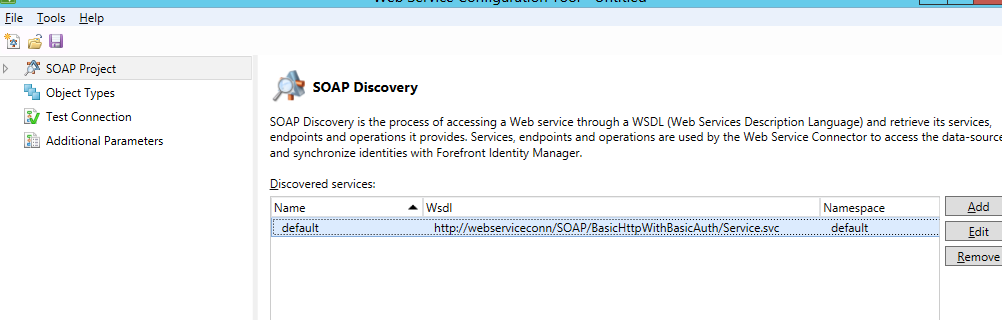 Web Service Configuration Tool - Untitled
File Tools Help
SOAP Project
Object Types
Test Connection
Additional Parameters
SOAP Discovery
SOAP Discovery is the process of accessing a Web service through a WSDL (Web Services Description Language) and retrieve its services,
endpoints and operations it provides. Services, endpoints and operations are used by the Web Service Connector to access the data-source
and synchronize identities with Forefront Identity Manager.
Discovered services:
Name Wsdl Namespace
default http://webserviceconn/SOAP/BasicHttpWithBasicAuth/Service.svc default
Add
Edit
Remove